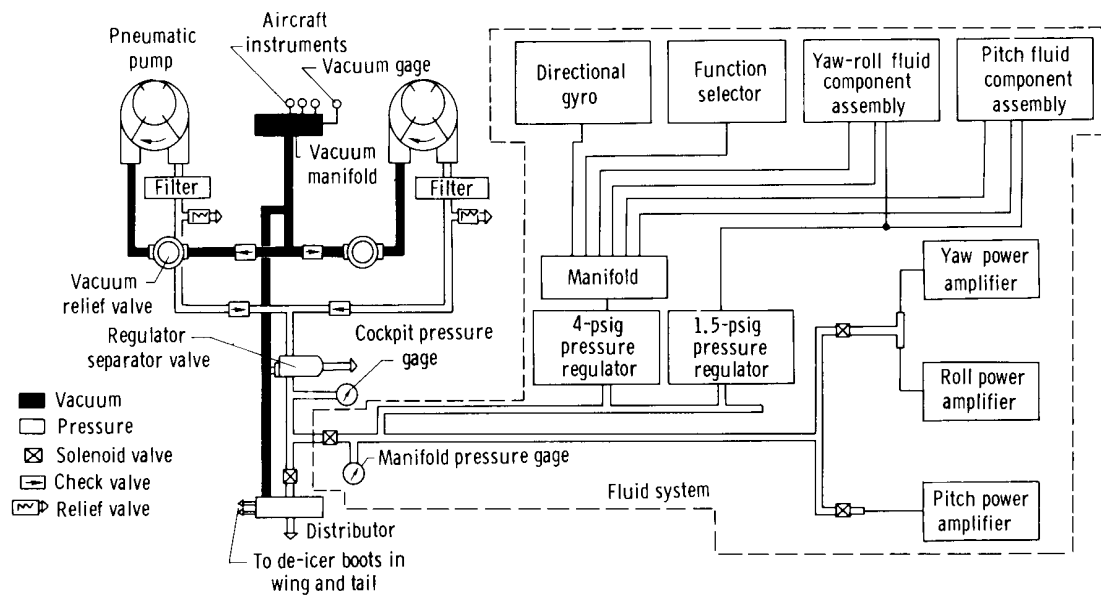 Pneumatic
pump
Aircraft
instruments
Vacuum gage
Vacuum
manifold
Filter
Filter
Vacuum
relief valve
Regulator
separator valve
Cockpit pressure
gage
Vacuum
Pressure
Solenoid valve
Check valve
Relief valve
Manifold pressure gage
Distributor
To de-icer boots in
wing and tail
Directional
gyro
Function
selector
Yaw-roll fluid
component
assembly
Pitch fluid
component
assembly
Manifold
4-psig
pressure
regulator
1.5-psig
pressure
regulator
Yaw power
amplifier
Roll power
amplifier
Pitch power
amplifier
Fluid system